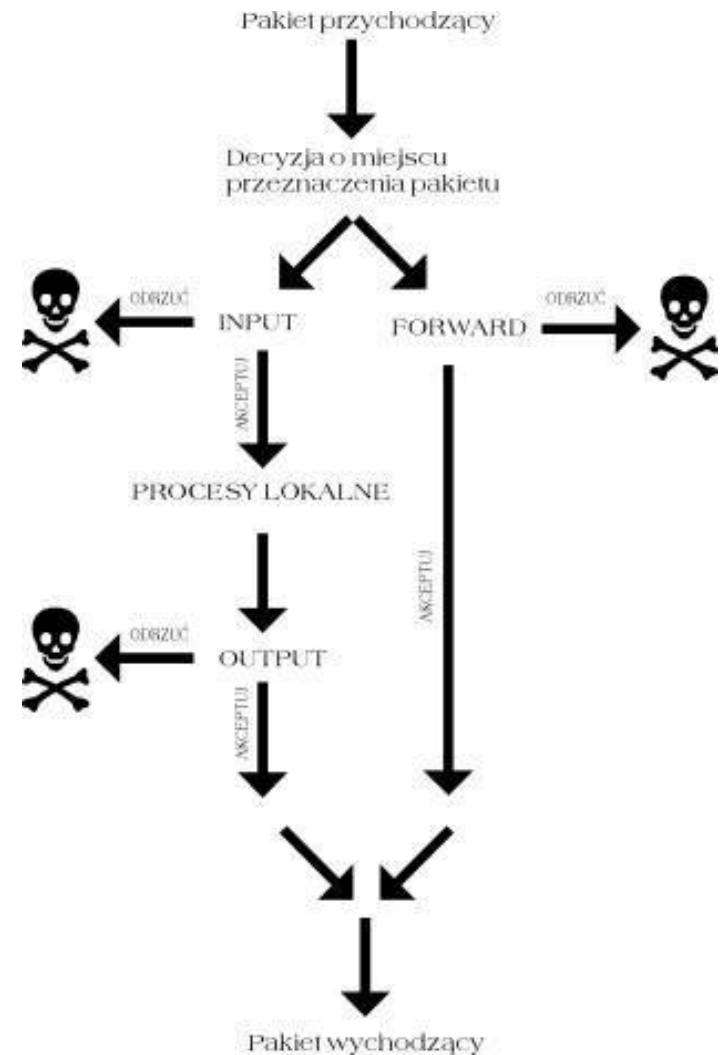 Pakiet przychodzący
Decyzja o miejscu
przeznaczenia pakietu
ODRZUĆ
INPUT
FORWARD
ODRZUĆ
AKCEPTUJ
PROCESY LOKALNE
AKCEPTUJ
ODRZUĆ
OUTPUT
AKCEPTUJ
Pakiet wychodzący